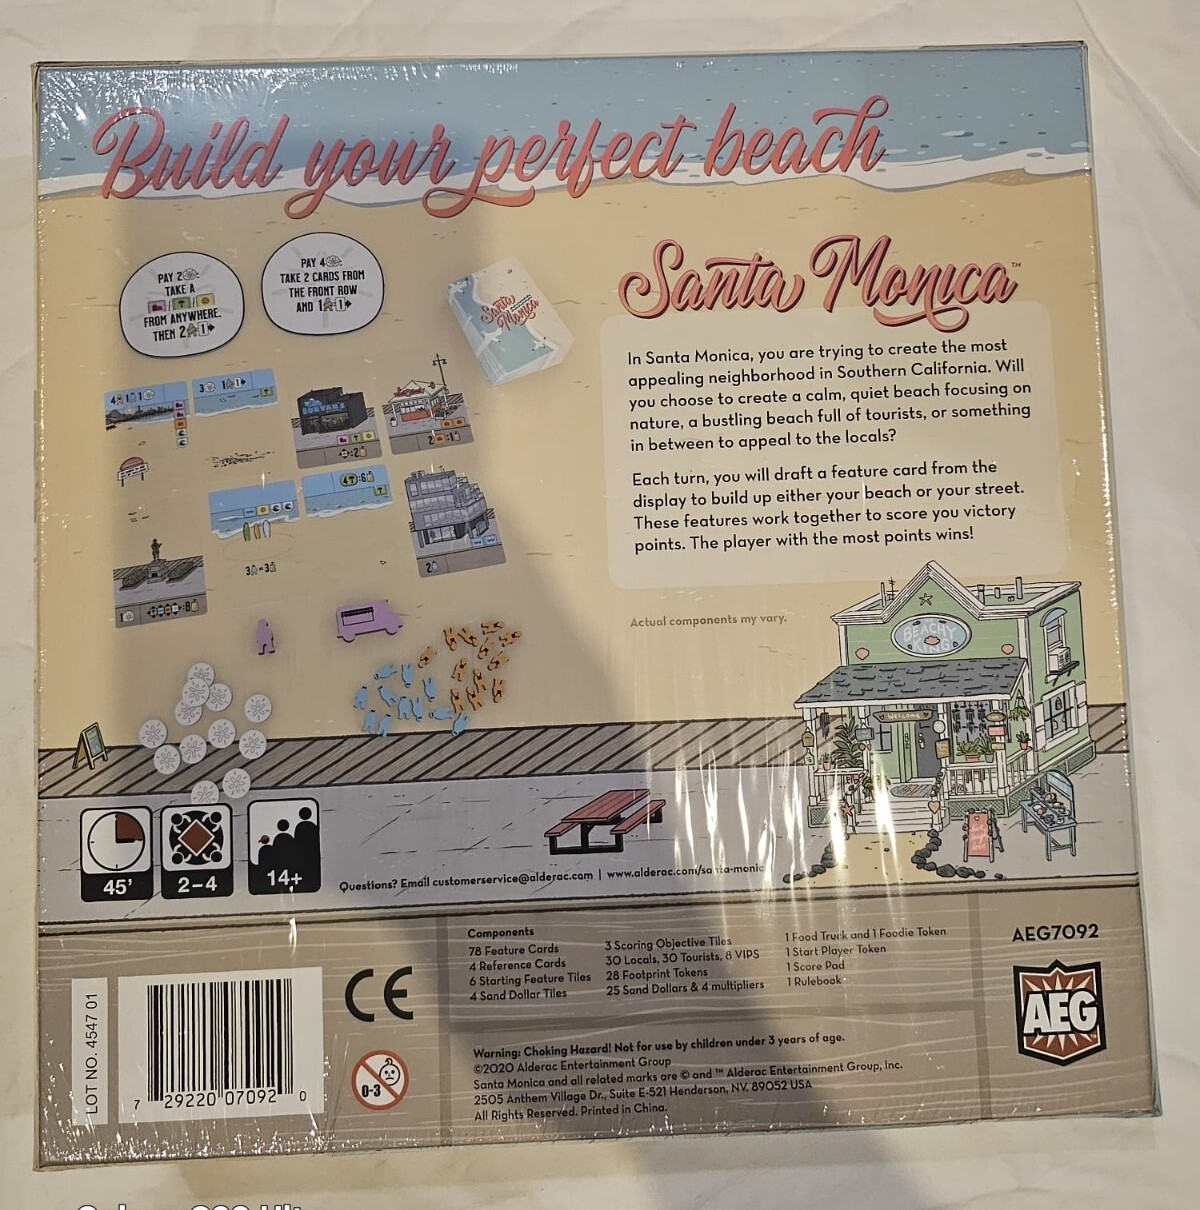 Build your perfect beach
PAY 2 :
TAKE A
FROM ANYWHERE.
THEN 2 1
PAY 4 :
TAKE 2 CARDS FROM
THE FRONT ROW
AND 1 1
Santa Monica
Santa Monica™
In Santa Monica, you are trying to create the most
appealing neighborhood in Southern California. Will
you choose to create a calm, quiet beach focusing on
nature, a bustling beach full of tourists, or something
in between to appeal to the locals?
Each turn, you will draft a feature card from the
display to build up either your beach or your street.
These features work together to score you victory
points. The player with the most points wins!
Actual components my vary.
BEACHY
KING
Welcome
45'
2-4
14+
Questions? Email customerservice@alderac.com | www.alderac.com/santa-monic
Components
78 Feature Cards
4 Reference Cards
6 Starting Feature Tiles
4 Sand Dollar Tiles
3 Scoring Objective Tiles
30 Locals, 30 Tourists, 8 VIPS
28 Footprint Tokens
25 Sand Dollars & 4 multipliers
1 Food Truck and 1 Foodie Token
1 Start Player Token
1 Score Pad
1 Rulebook
AEG7092
AEG
LOT NO. 4547 01
7 29220 07092 0
CE
0-3
Warning: Choking Hazard! Not for use by children under 3 years of age.
©2020 Alderac Entertainment Group
Santa Monica and all related marks are © and ™ Alderac Entertainment Group, Inc.
2505 Anthem Village Dr., Suite E-521 Henderson, NV. 89052 USA
All Rights Reserved. Printed in China.